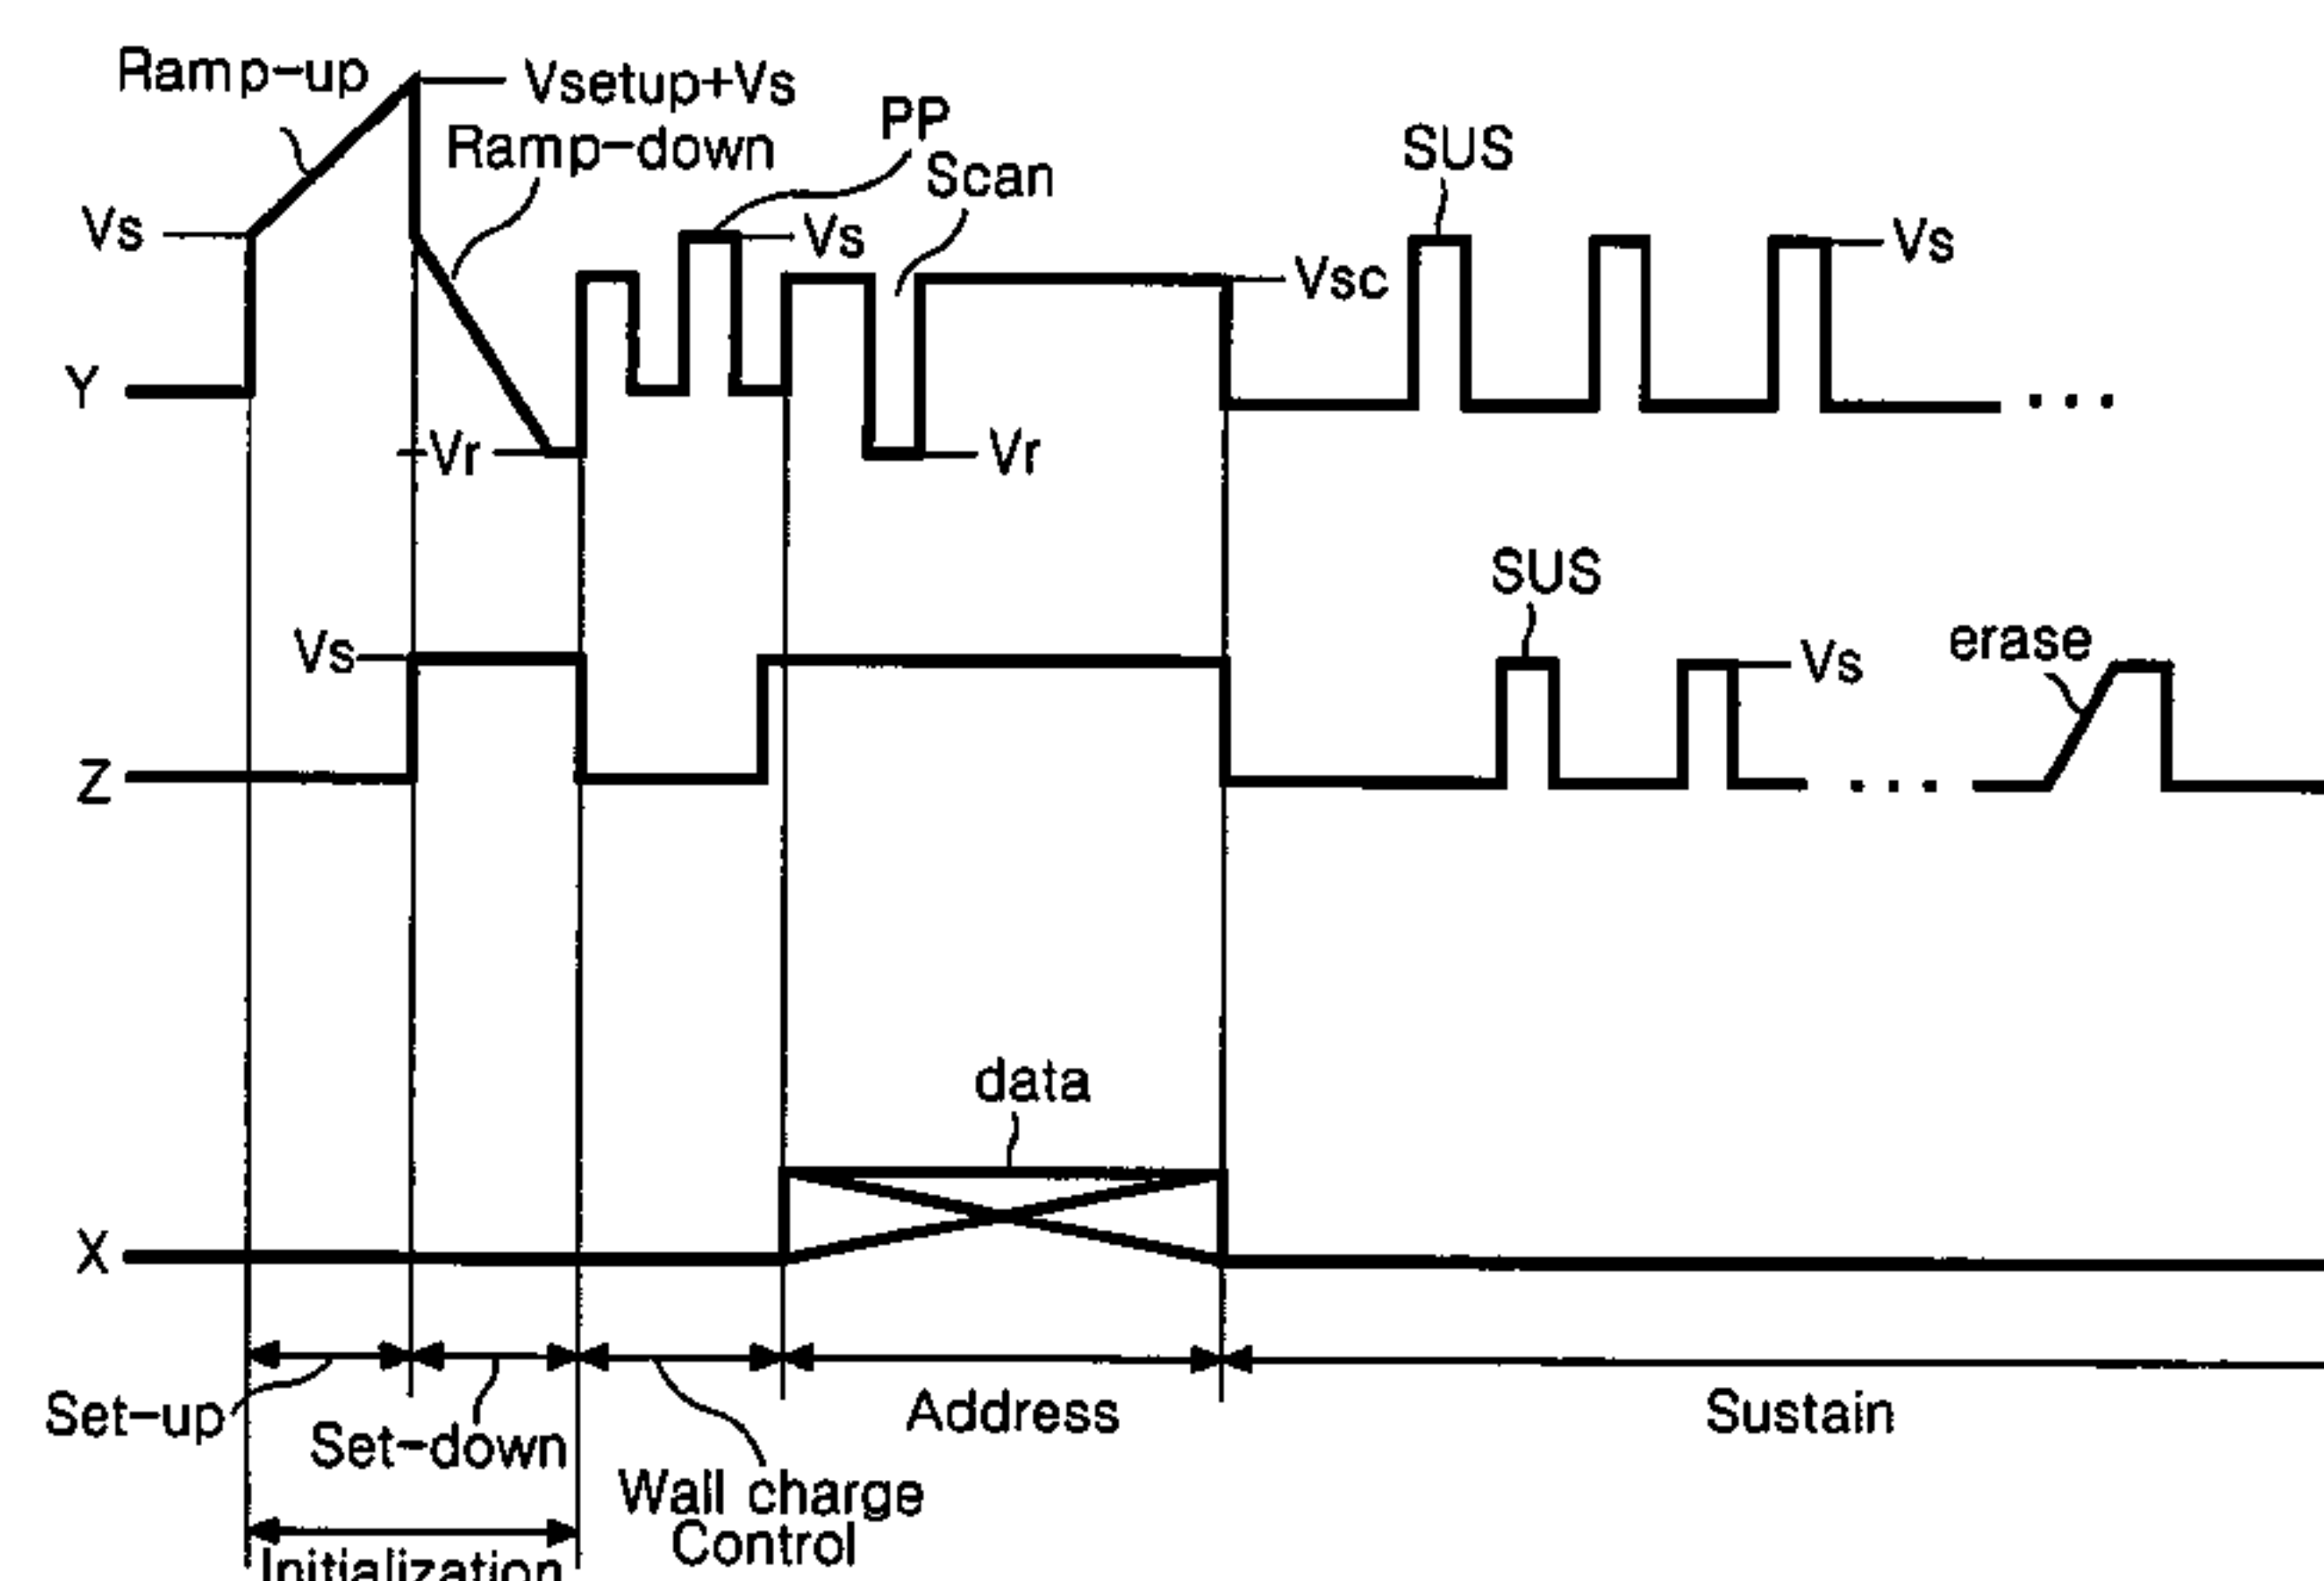 Ramp-up
Vsetup+Vs
PP
Ramp-down
Scan
SUS
Vs
Vs
Vs
Vsc
Y
-Vr
Vr
SUS
Vs
erase
Vs
Z
data
X
Set-up
Address
Sustain
Set-down
Wall charge
Control
Initialization